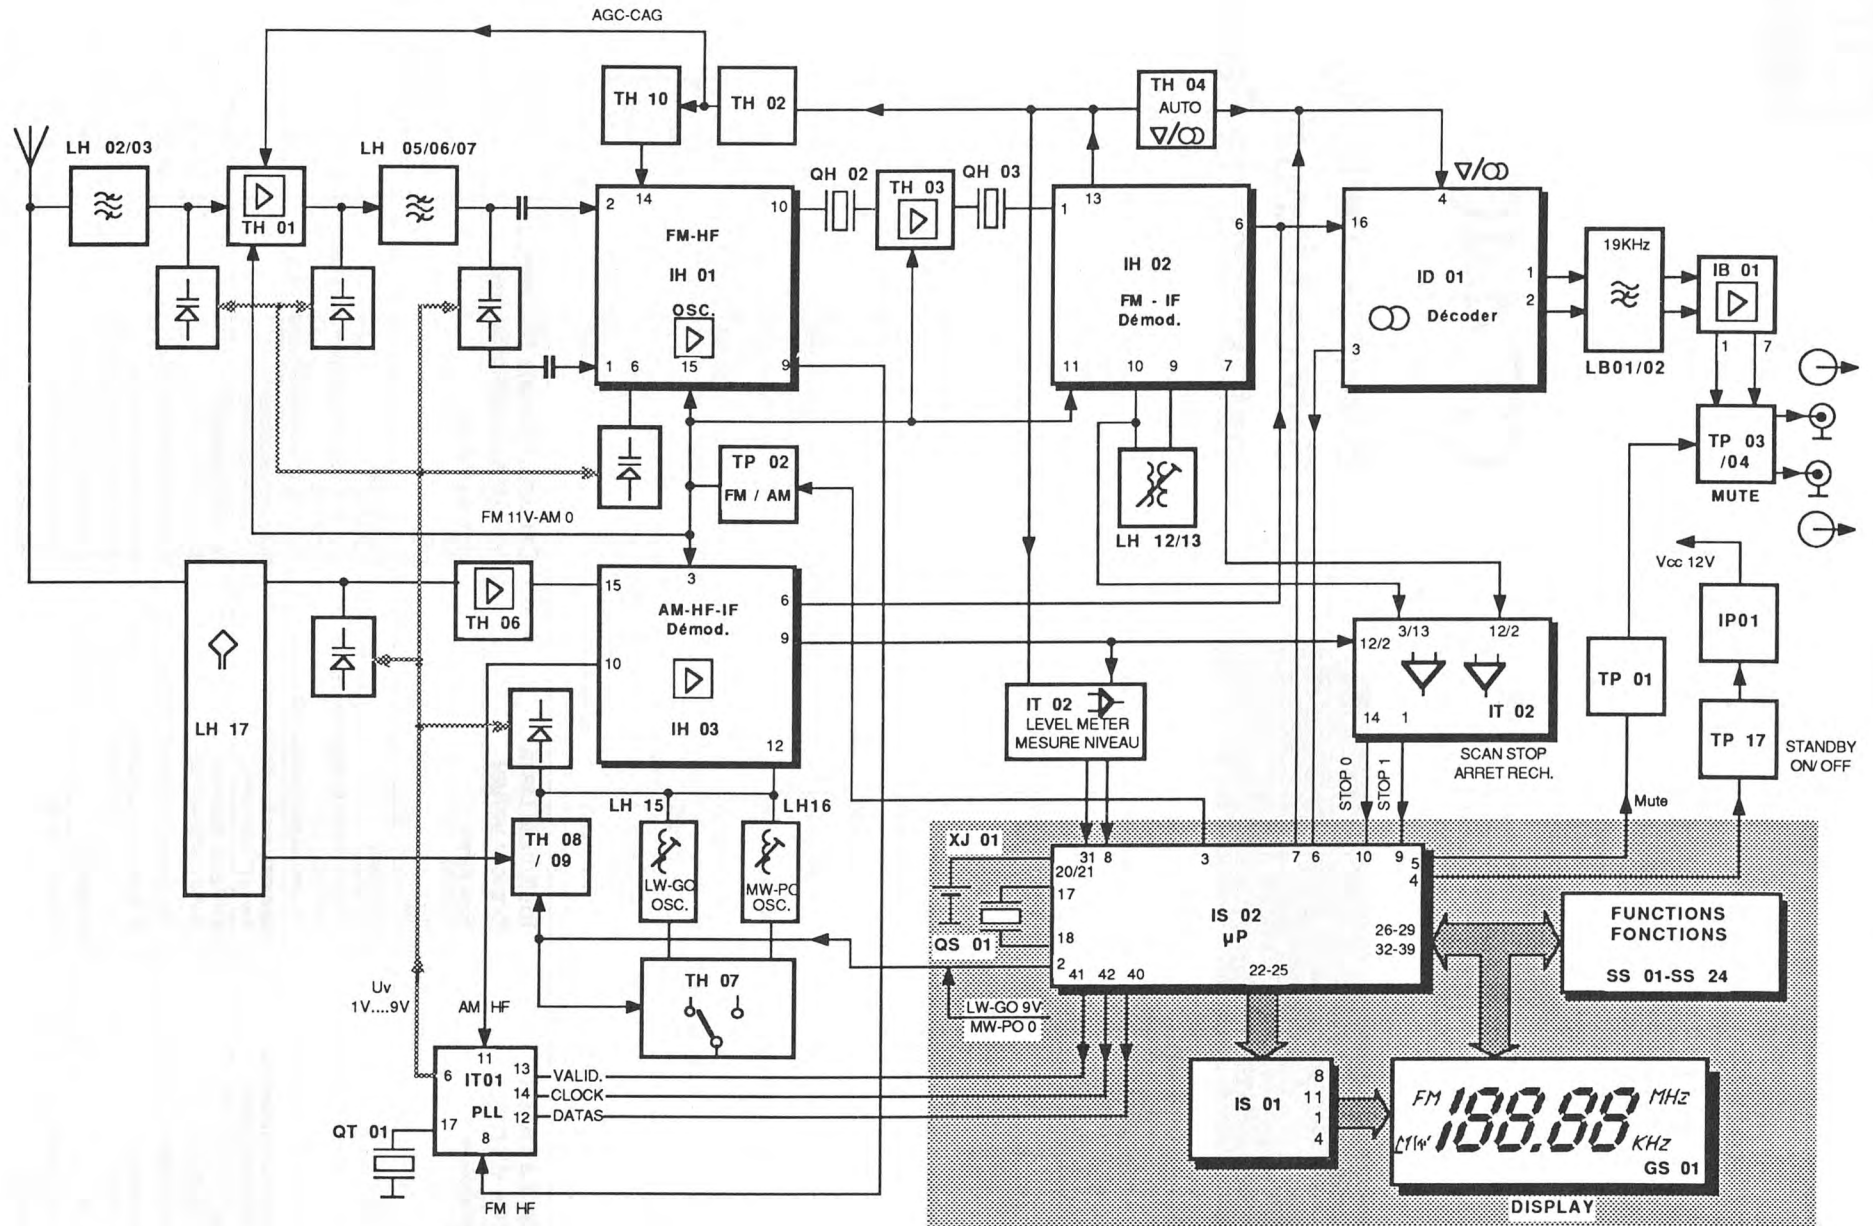 AGC-CAG
TH 10
TH 02
TH 04
AUTO
LH 02/03
LH 05/06/07
TH 01
QH 02
TH 03
QH 03
2
14
10
FM-HF
IH 01
OSC.
1
6
15
9
1
13
6
IH 02
FM - IF
Démod.
11
10
9
7
4
16
ID 01
Décoder
1
2
3
19KHz
LB01/02
IB 01
1
7
TP 03
/04
MUTE
TP 02
FM / AM
FM 11V-AM 0
LH 12/13
Vcc 12V
IP01
TP 01
TP 17
STANDBY
ON/OFF
Mute
TH 06
LH 17
15
3
6
AM-HF-IF
Démod.
9
10
IH 03
12
12/2
3/13
12/2
14
1
IT 02
SCAN STOP
ARRET RECH.
IT 02
LEVEL METER
MESURE NIVEAU
STOP 0
STOP 1
LH 15
LH16
TH 08
/ 09
LW-GO
OSC.
MW-PO
OSC.
TH 07
XJ 01
QS 01
31
8
3
7
6
10
9
5
4
20/21
17
18
2
IS 02
µP
26-29
32-39
41
42
40
22-25
FUNCTIONS
FONCTIONS
SS 01-SS 24
LW-GO 9V
MW-PO 0
Uv
1V....9V
AM HF
11
6
IT01
13
14
PLL
12
17
8
VALID.
CLOCK
DATAS
QT 01
FM HF
IS 01
8
11
1
4
FM
188.88
MHz
KHz
GS 01
DISPLAY